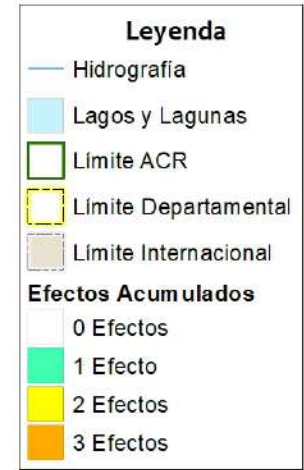 Leyenda
Hidrografía
Lagos y Lagunas
Límite ACR
Límite Departamental
Límite Internacional
Efectos Acumulados
0 Efectos
1 Efecto
2 Efectos
3 Efectos